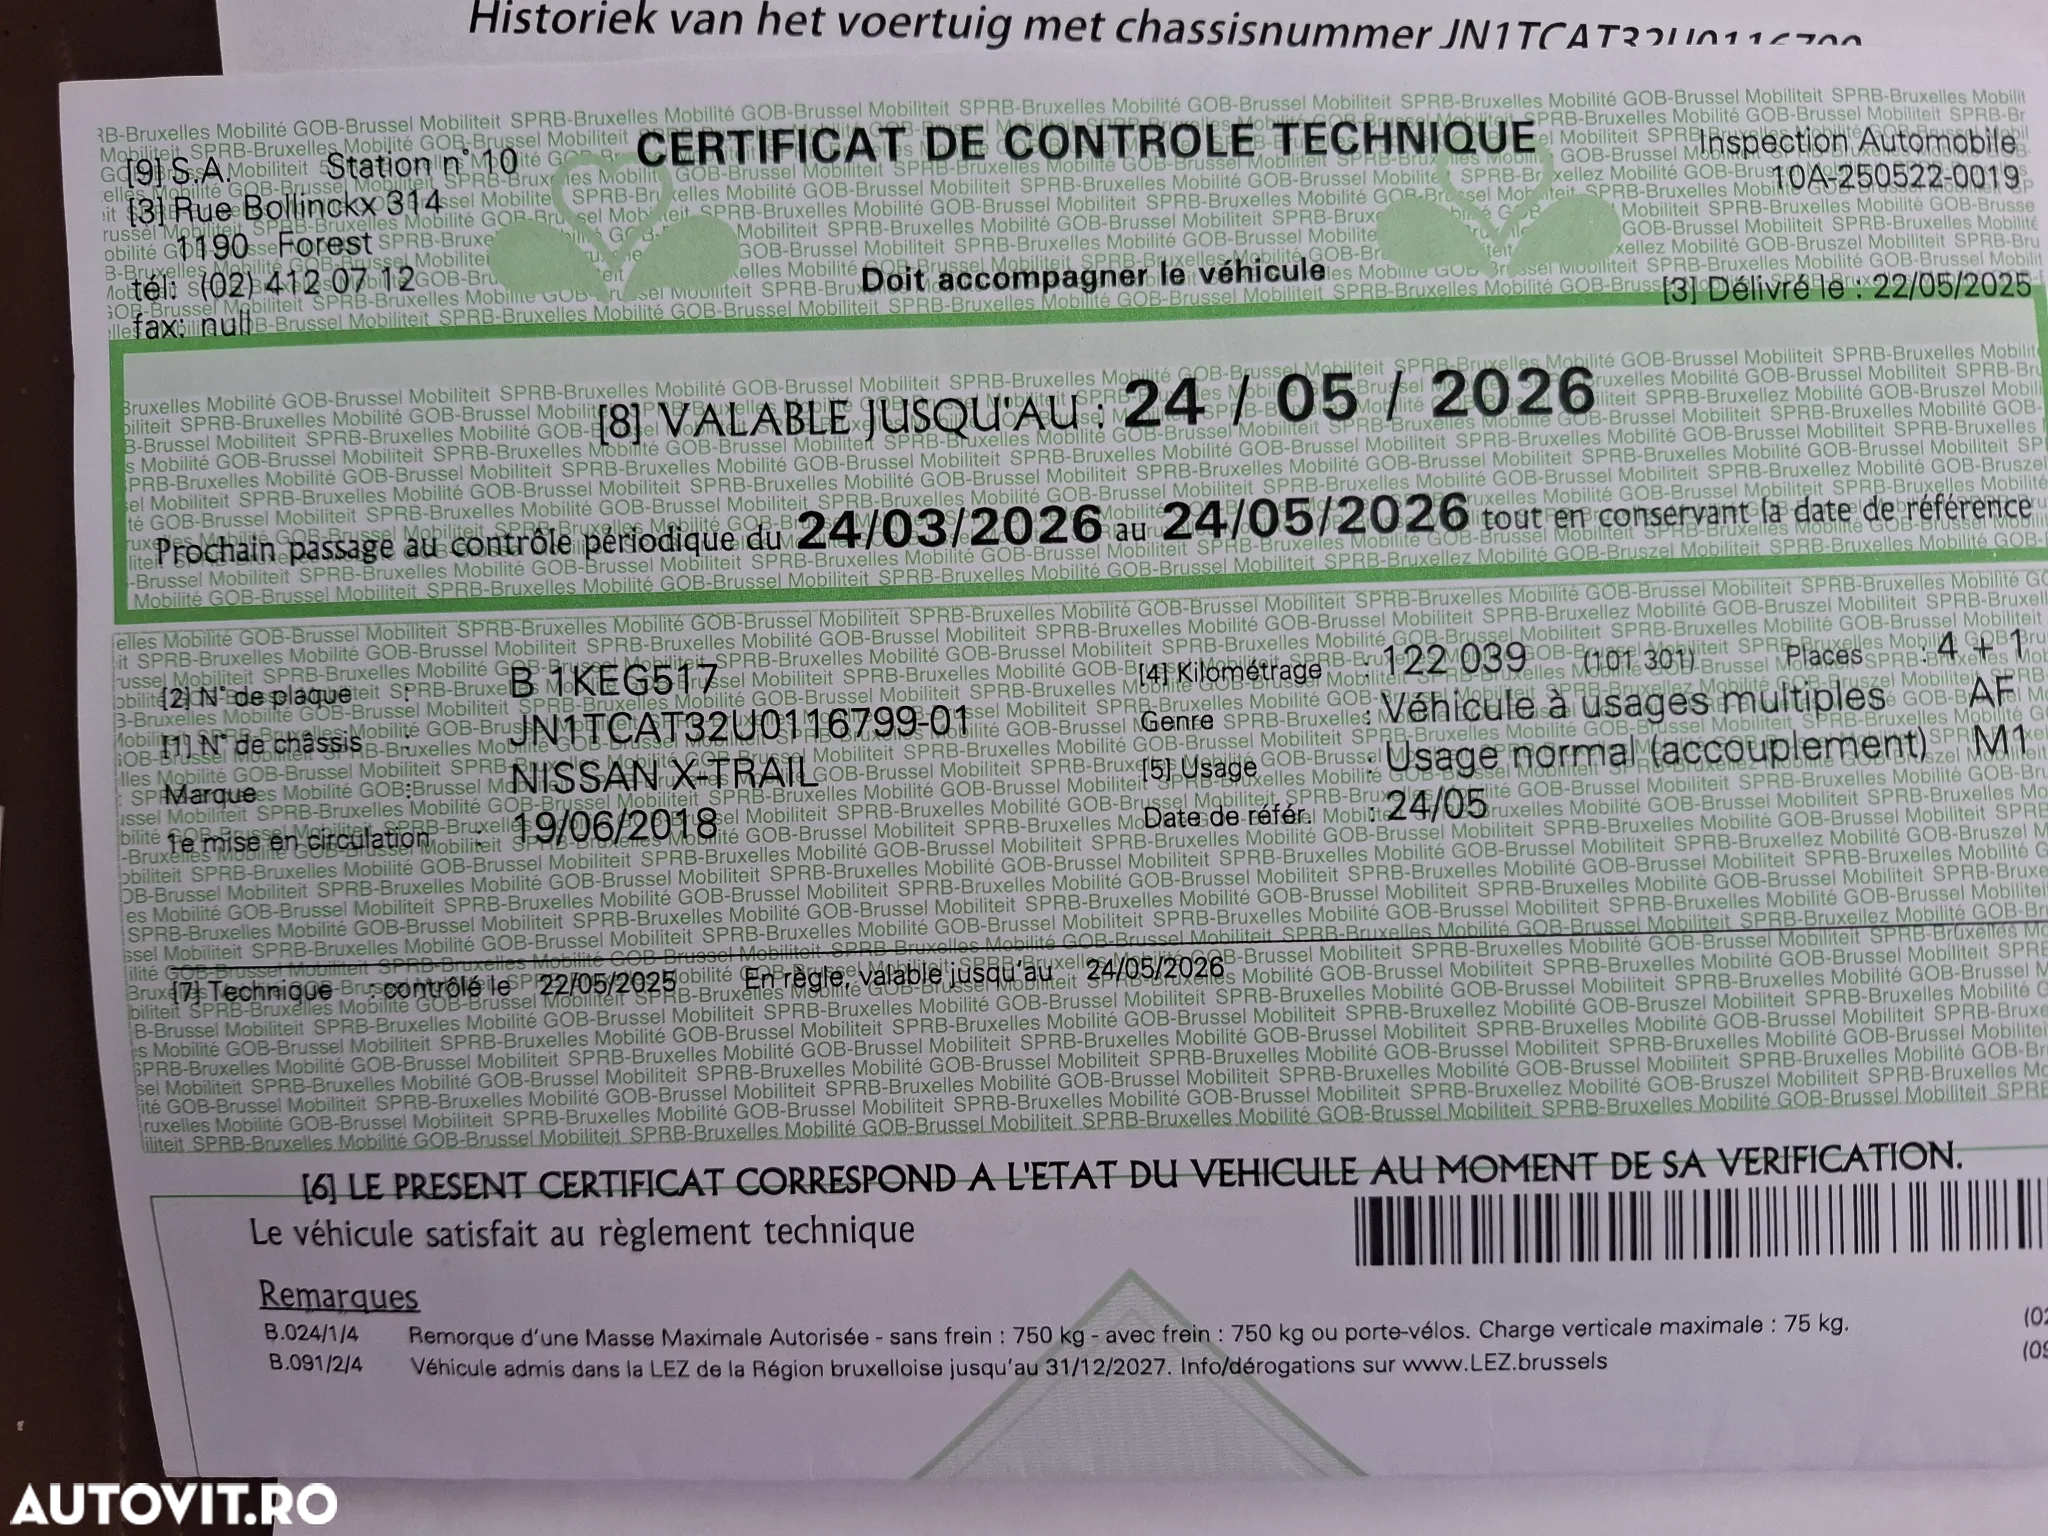 Historiek van het voertuig met chassisnummer JN1TCAT32U0116799
CERTIFICAT DE CONTROLE TECHNIQUE
[9] S.A. Station n° 10
[3] Rue Bollinckx 314
1190 Forest
tél: (02) 412 07 12
fax: null
Inspection Automobile
10A-250522-0019
Doit accompagner le véhicule
[3] Délivré le : 22/05/2025
[8] VALABLE JUSQU'AU : 24 / 05 / 2026
Prochain passage au contrôle périodique du 24/03/2026 au 24/05/2026 tout en conservant la date de référence
[2] N° de plaque : B 1KEG517
[4] Kilométrage : 122 039 (101 301) Places : 4 + 1
[1] N° de châssis : JN1TCAT32U0116799-01
Genre : Véhicule à usages multiples AF
Marque : NISSAN X-TRAIL
[5] Usage : Usage normal (accouplement) M1
1e mise en circulation : 19/06/2018
Date de référ. : 24/05
[7] Technique : contrôlé le 22/05/2025 En règle, valable jusqu'au 24/05/2026
[6] LE PRESENT CERTIFICAT CORRESPOND A L'ETAT DU VEHICULE AU MOMENT DE SA VERIFICATION.
Le véhicule satisfait au règlement technique
Remarques
B.024/1/4 Remorque d'une Masse Maximale Autorisée - sans frein : 750 kg - avec frein : 750 kg ou porte-vélos. Charge verticale maximale : 75 kg.
B.091/2/4 Véhicule admis dans la LEZ de la Région bruxelloise jusqu'au 31/12/2027. Info/dérogations sur www.LEZ.brussels
AUTOVIT.RO